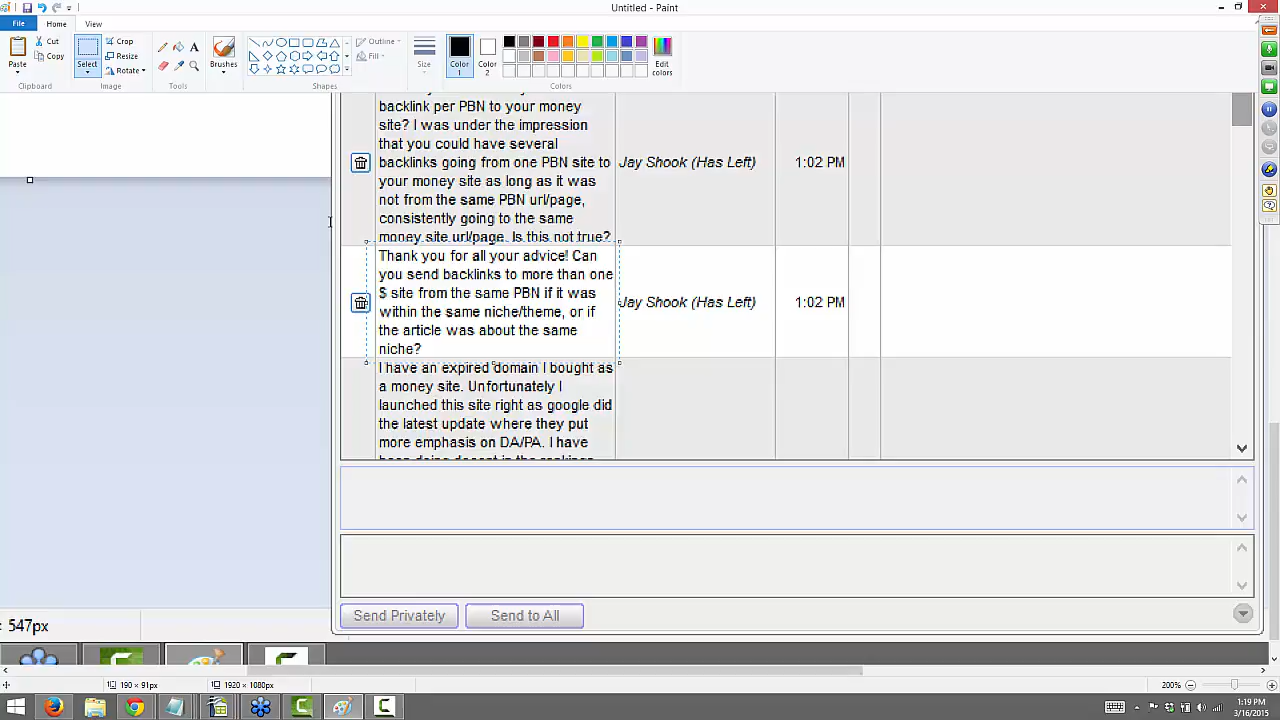 Untitled - Paint
File
Home
View
Paste
Cut
Copy
Clipboard
Select
Crop
Resize
Rotate
Image
Tools
Brushes
Shapes
Outline
Fill
Size
Color 1
Color 2
Edit colors
Colors
backlink per PBN to your money
site? I was under the impression
that you could have several
backlinks going from one PBN site to
your money site as long as it was
not from the same PBN url/page,
consistently going to the same
money site url/page. Is this not true?
Jay Shook (Has Left)
1:02 PM
Thank you for all your advice! Can
you send backlinks to more than one
$ site from the same PBN if it was
within the same niche/theme, or if
the article was about the same
niche?
Jay Shook (Has Left)
1:02 PM
I have an expired domain I bought as
a money site. Unfortunately I
launched this site right as google did
the latest update where they put
more emphasis on DA/PA. I have
been doing decent in the rankings
Send Privately
Send to All
: 547px
190 × 91px
1920 × 1080px
200%
1:19 PM
3/16/2015